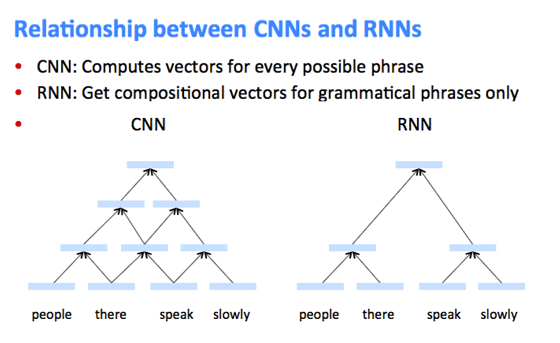 Relationship between CNNs and RNNs
• CNN: Computes vectors for every possible phrase
• RNN: Get compositional vectors for grammatical phrases only
•
CNN RNN
people there speak slowly people there speak slowly